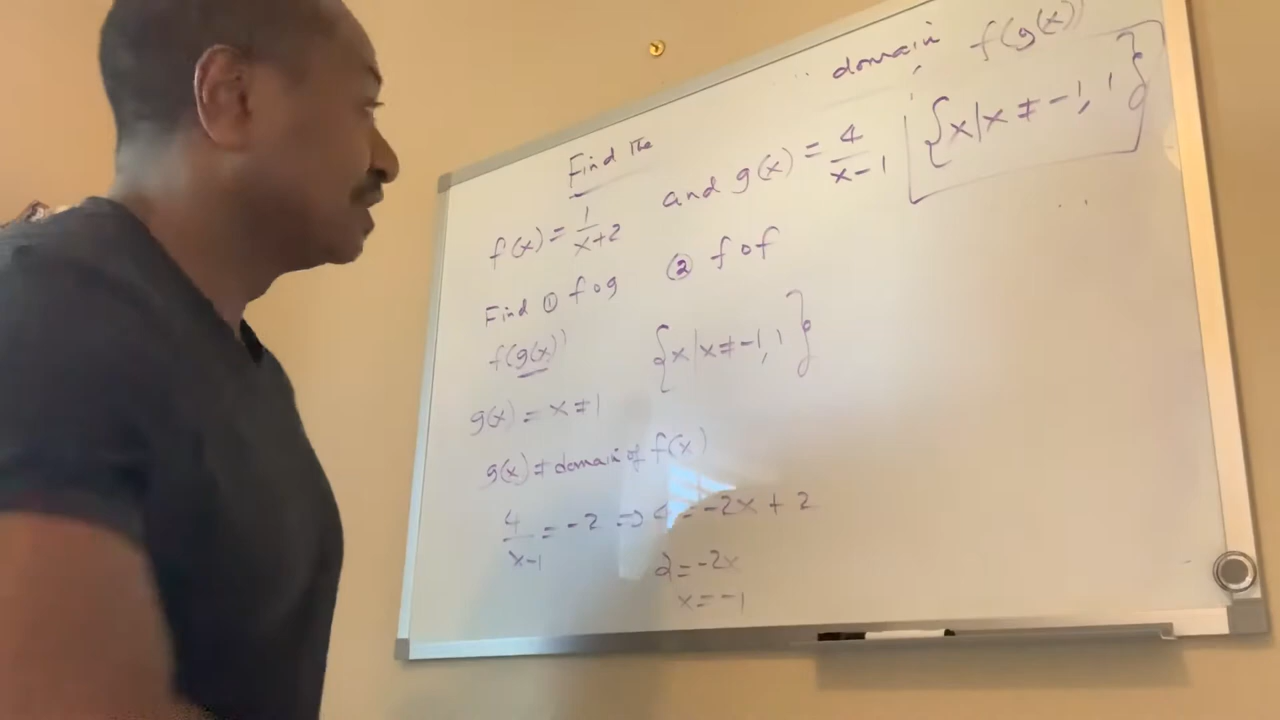 Find The domain f(g(x))
f(x) = 1/(x+2) and g(x) = 4/(x-1) {x|x ≠ -1, 1}
Find ① f∘g ② f∘f
f(g(x)) {x|x ≠ -1, 1}
g(x) = x ≠ 1
g(x) ≠ domain of f(x)
4/(x-1) = -2 ⇒ 4 = -2x + 2
2 = -2x
x = -1